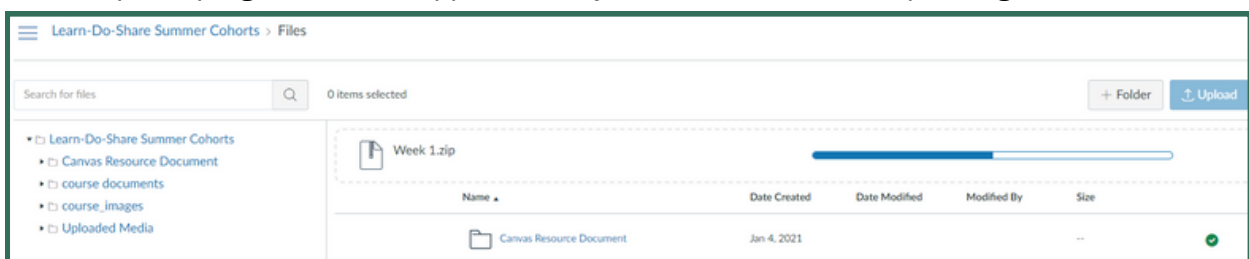 Learn-Do-Share Summer Cohorts > Files
Search for files
0 items selected
+ Folder
Upload
Learn-Do-Share Summer Cohorts
Canvas Resource Document
course documents
course_images
Uploaded Media
Week 1.zip
Name Date Created Date Modified Modified By Size
Canvas Resource Document Jan 4, 2021 --